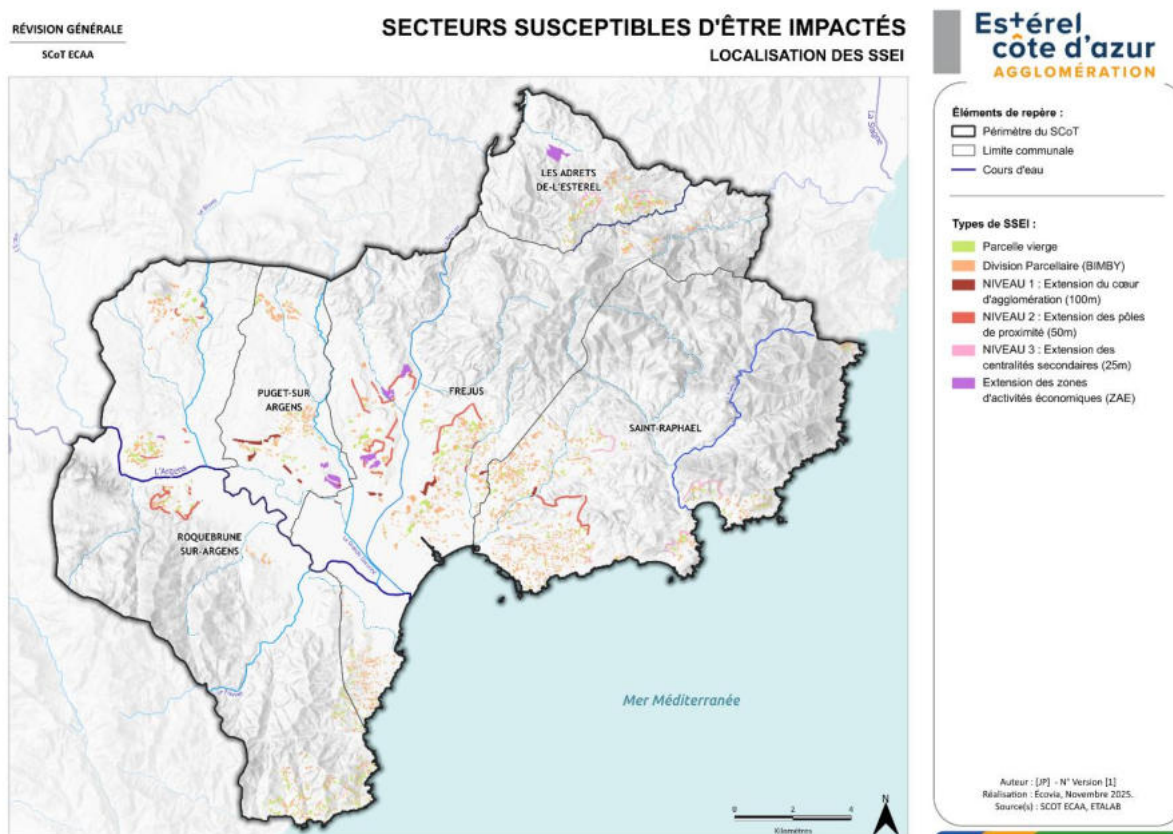 RÉVISION GÉNÉRALE
SCoT ECAA
SECTEURS SUSCEPTIBLES D'ÊTRE IMPACTÉS
LOCALISATION DES SSEI
Estérel
côte d'azur
AGGLOMÉRATION
Éléments de repère :
Périmètre du SCoT
Limite communale
Cours d'eau
Types de SSEI :
Parcelle vierge
Division Parcellaire (BIMBY)
NIVEAU 1 : Extension du cœur
d'agglomération (100m)
NIVEAU 2 : Extension des pôles
de proximité (50m)
NIVEAU 3 : Extension des
centralités secondaires (25m)
Extension des zones
d'activités économiques (ZAE)
La Siagne
LES ADRETS
DE-L'ESTEREL
PUGET-SUR
ARGENS
FREJUS
SAINT-RAPHAEL
L'Argens
ROQUEBRUNE
SUR-ARGENS
Mer Méditerranée
0 2 4
Kilomètres
N
Auteur : [JP] - N° Version [1]
Réalisation : Ecovia, Novembre 2025.
Source(s) : SCOT ECAA, ETALAB